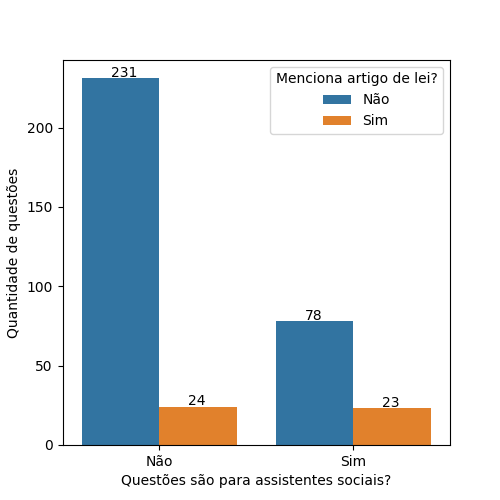 231
Menciona artigo de lei?
Não
Sim
200
150
100
50
0
Quantidade de questões
78
24
23
Não
Sim
Questões são para assistentes sociais?